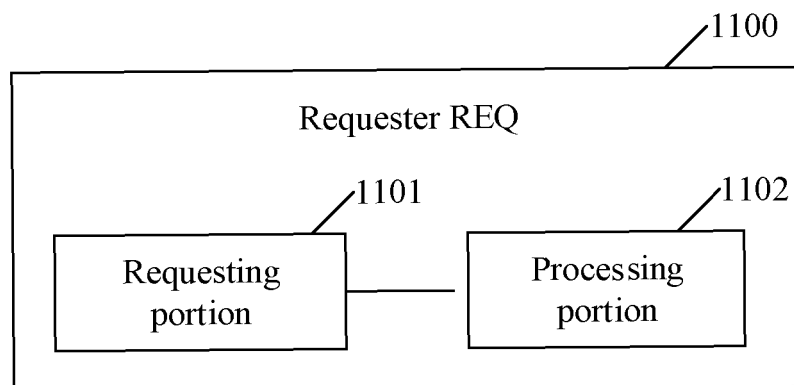 1100
Requester REQ
1101
1102
Requesting
portion
Processing
portion